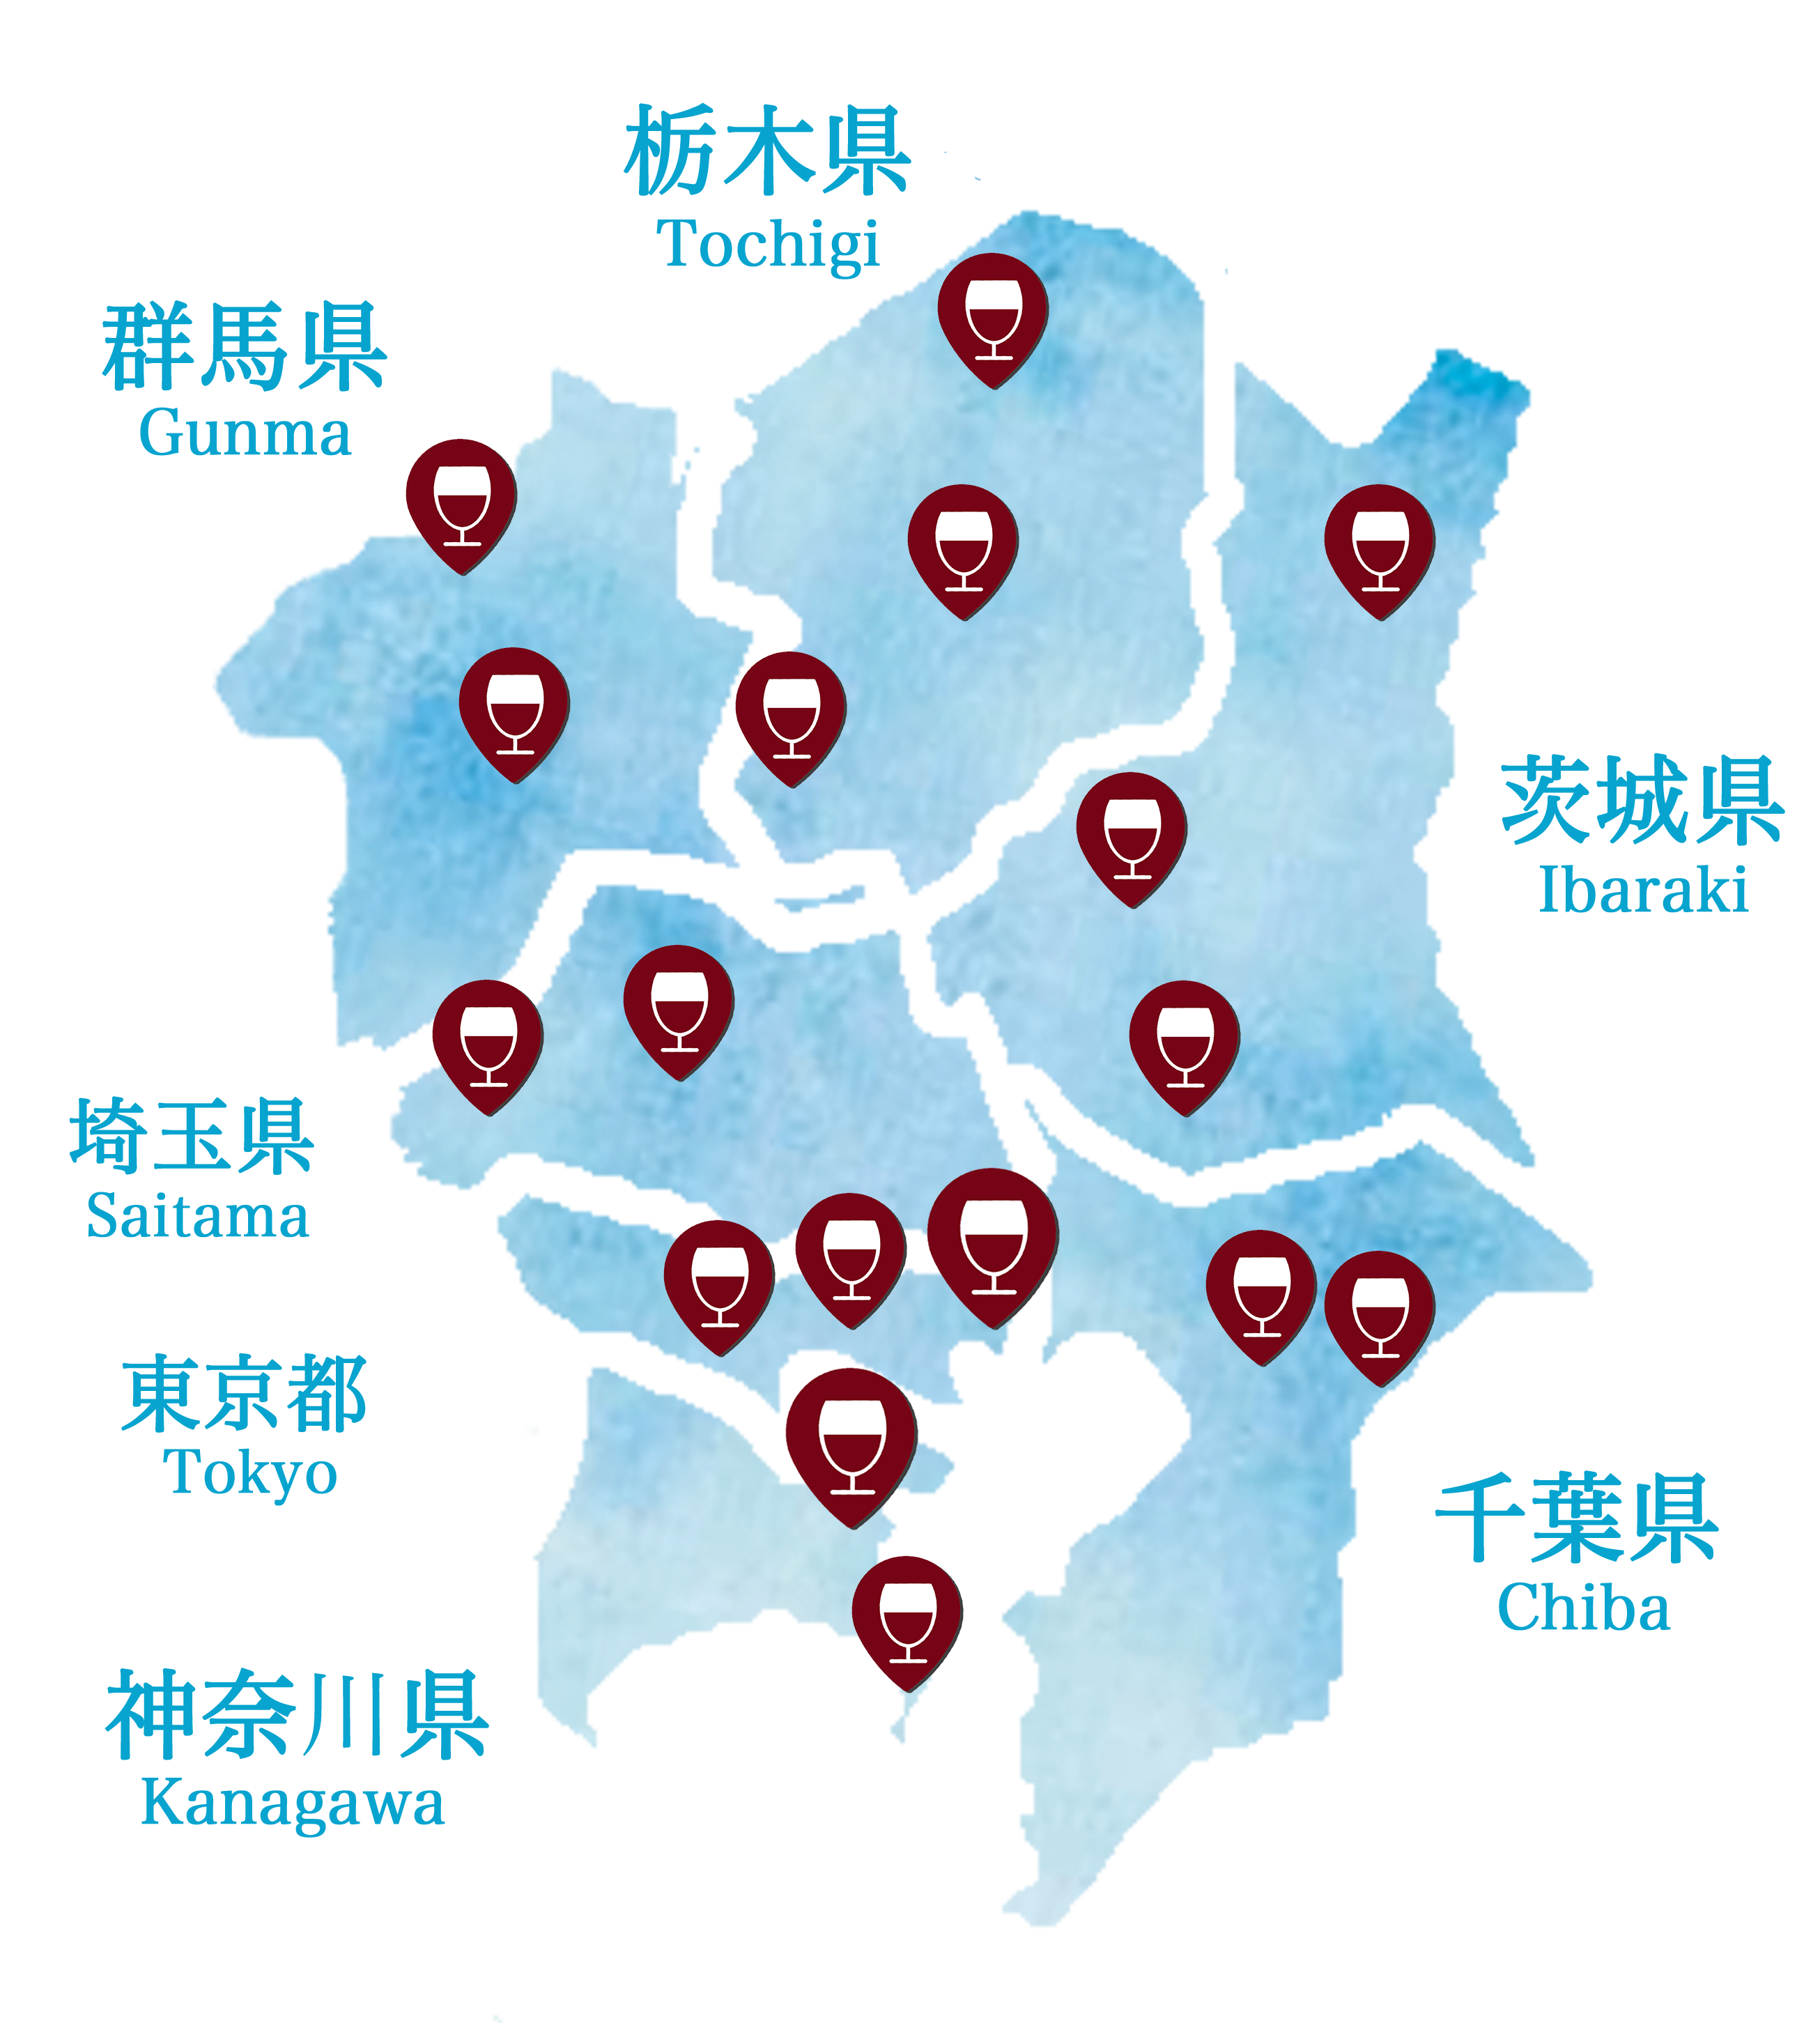 栃木県
Tochigi
群馬県
Gunma
茨城県
Ibaraki
埼玉県
Saitama
東京都
Tokyo
千葉県
Chiba
神奈川県
Kanagawa